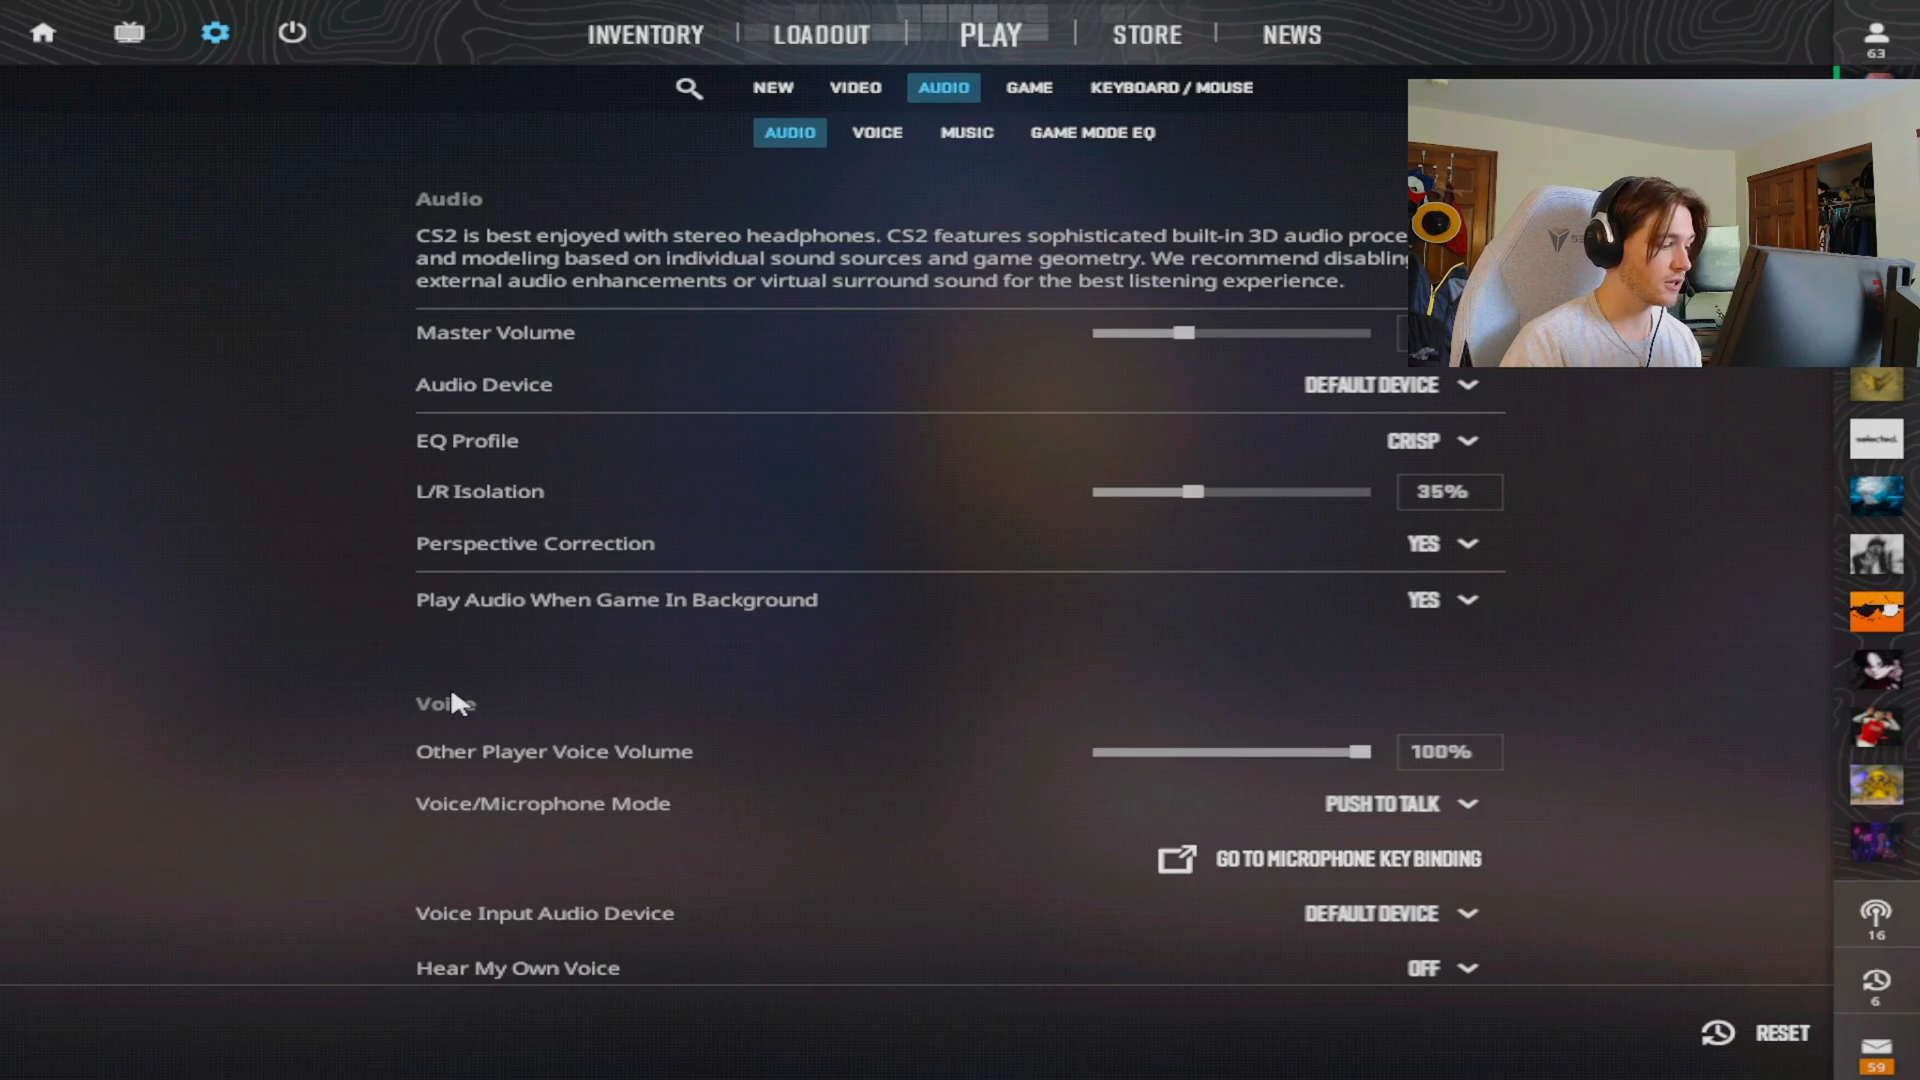 INVENTORY
LOADOUT
PLAY
STORE
NEWS
63
NEW
VIDEO
AUDIO
GAME
KEYBOARD / MOUSE
AUDIO
VOICE
MUSIC
GAME MODE EQ
Audio
CS2 is best enjoyed with stereo headphones. CS2 features sophisticated built-in 3D audio proce
and modeling based on individual sound sources and game geometry. We recommend disablin
external audio enhancements or virtual surround sound for the best listening experience.
Master Volume
Audio Device
DEFAULT DEVICE
EQ Profile
CRISP
L/R Isolation
35%
Perspective Correction
YES
Play Audio When Game In Background
YES
Voice
Other Player Voice Volume
100%
Voice/Microphone Mode
PUSH TO TALK
GO TO MICROPHONE KEY BINDING
Voice Input Audio Device
DEFAULT DEVICE
Hear My Own Voice
OFF
selected.
16
6
59
RESET